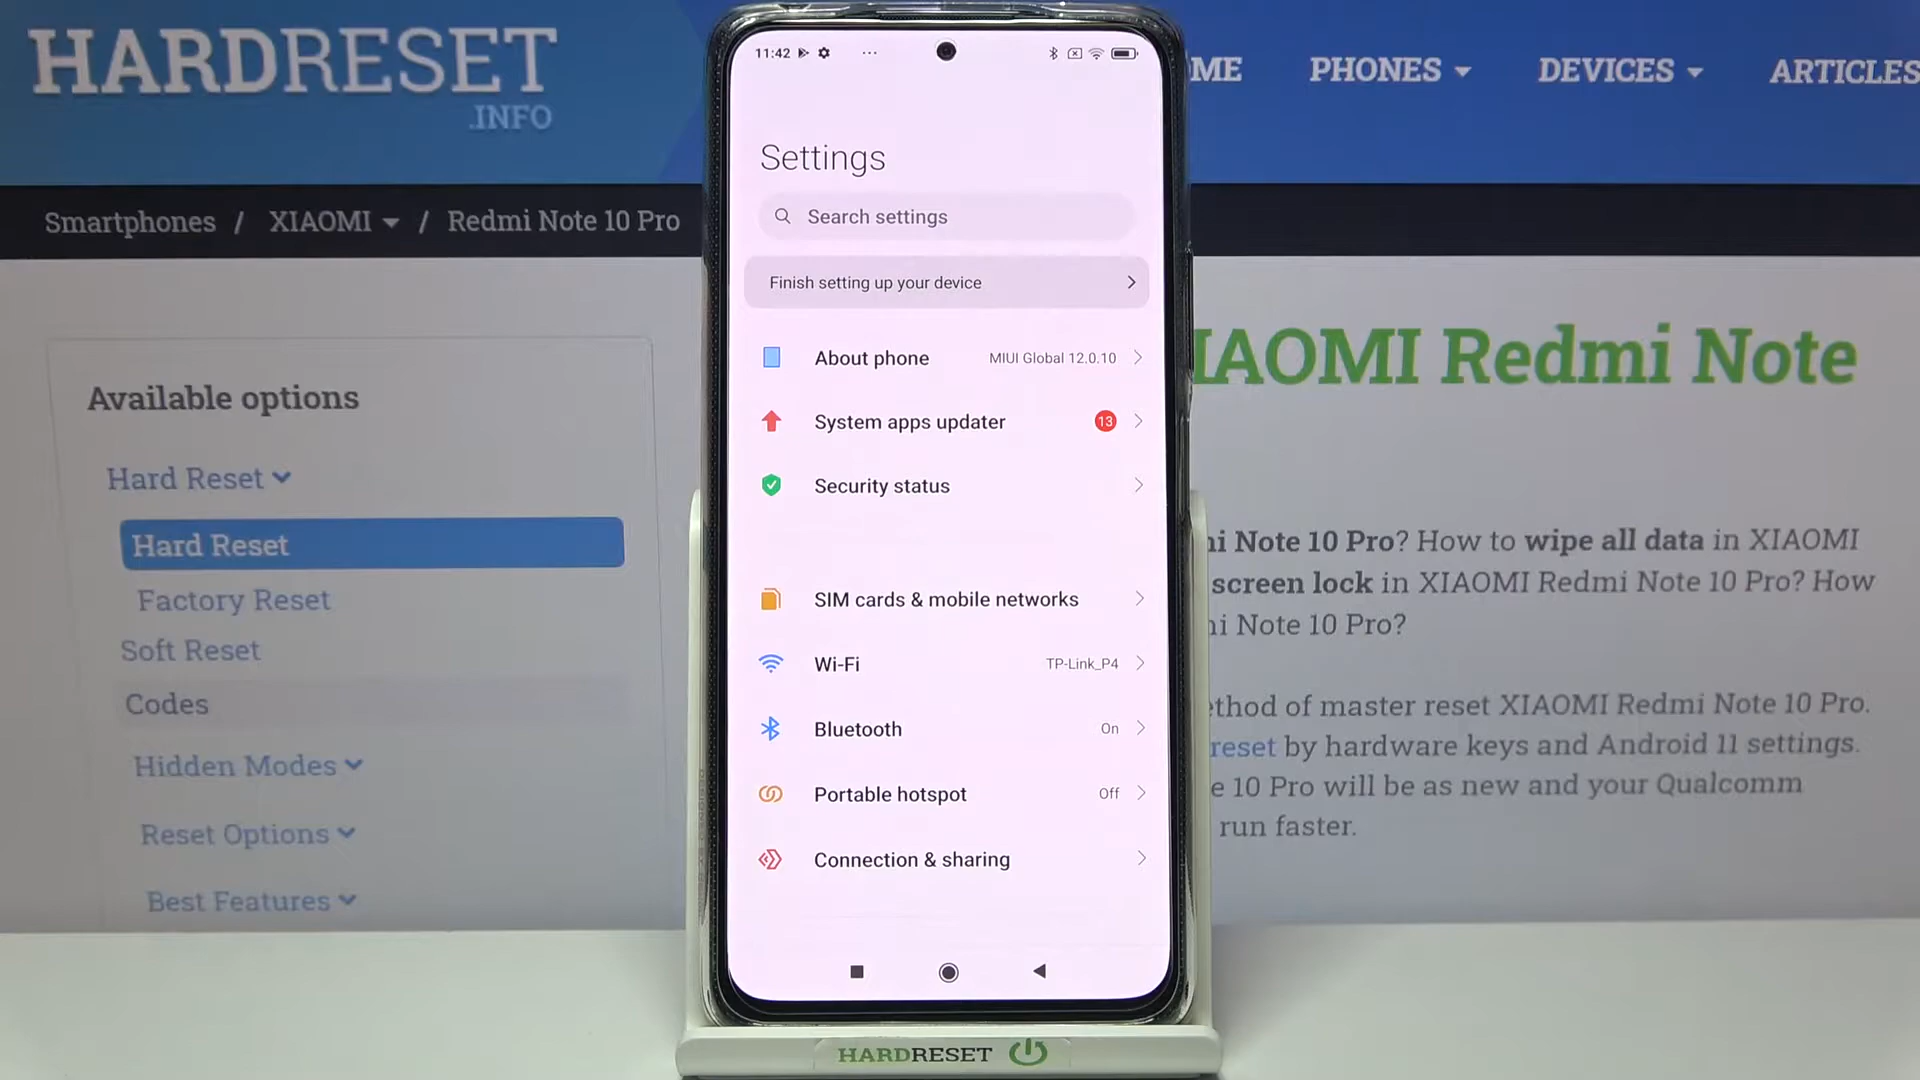 HARDRESET
.INFO
ME PHONES DEVICES ARTICLES
Smartphones / XIAOMI / Redmi Note 10 Pro
Available options
Hard Reset
Hard Reset
Factory Reset
Soft Reset
Codes
Hidden Modes
Reset Options
Best Features
11:42
Settings
Search settings
Finish setting up your device
About phone MIUI Global 12.0.10
System apps updater 13
Security status
SIM cards & mobile networks
Wi-Fi TP-Link_P4
Bluetooth On
Portable hotspot Off
Connection & sharing
IAOMI Redmi Note
i Note 10 Pro? How to wipe all data in XIAOMI
screen lock in XIAOMI Redmi Note 10 Pro? How
i Note 10 Pro?
thod of master reset XIAOMI Redmi Note 10 Pro.
reset by hardware keys and Android 11 settings.
e 10 Pro will be as new and your Qualcomm
run faster.
HARDRESET